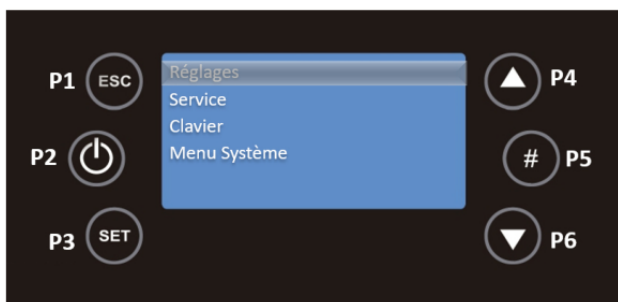 P1 ESC
Réglages
Service
Clavier
Menu Système
P4
P2
# P5
P3 SET
P6